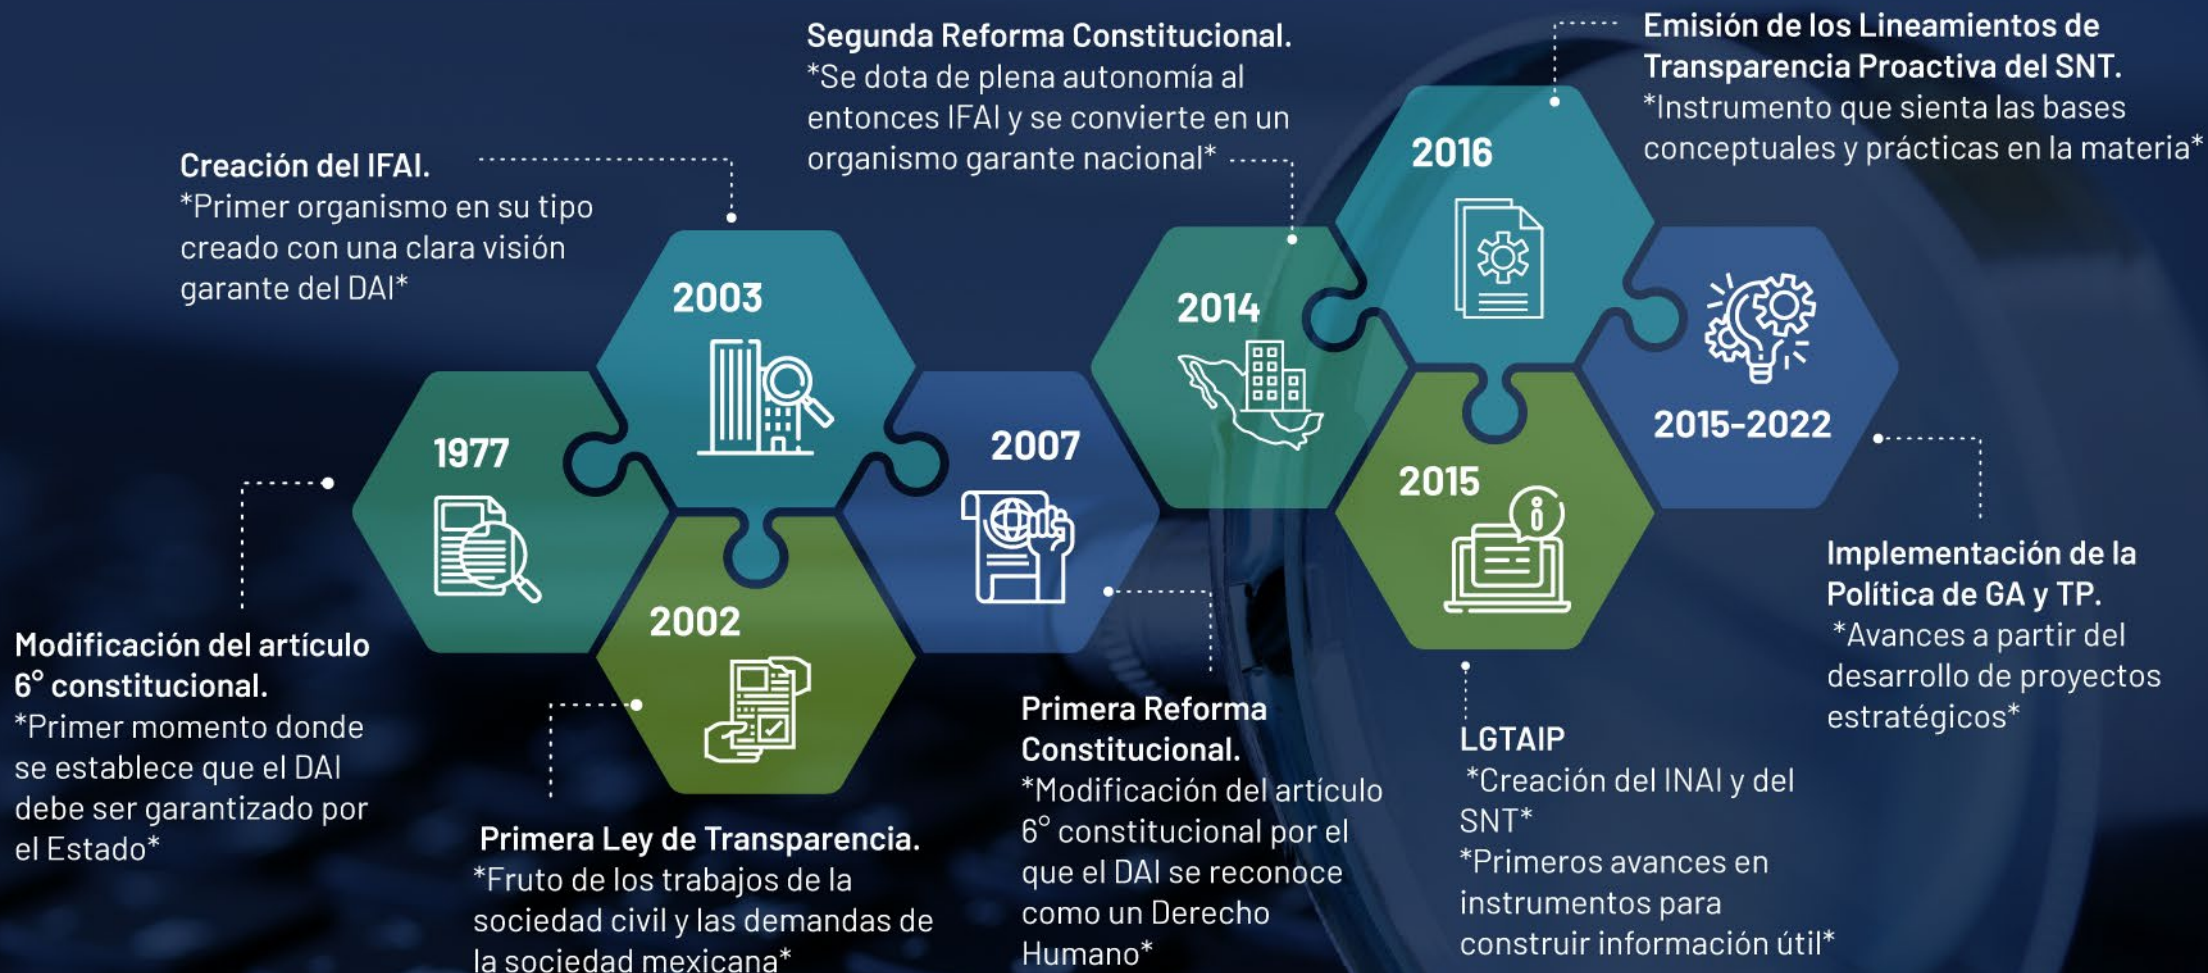 1977
Modificación del artículo
6° constitucional.
*Primer momento donde
se establece que el DAI
debe ser garantizado por
el Estado*
2002
Primera Ley de Transparencia.
*Fruto de los trabajos de la
sociedad civil y las demandas de
la sociedad mexicana*
Creación del IFAI.
*Primer organismo en su tipo
creado con una clara visión
garante del DAI*
2003
2007
Primera Reforma
Constitucional.
*Modificación del artículo
6° constitucional por el
que el DAI se reconoce
como un Derecho
Humano*
Segunda Reforma Constitucional.
*Se dota de plena autonomía al
entonces IFAI y se convierte en un
organismo garante nacional*
2014
2015
LGTAIP
*Creación del INAI y del
SNT*
*Primeros avances en
instrumentos para
construir información útil*
Emisión de los Lineamientos de
Transparencia Proactiva del SNT.
*Instrumento que sienta las bases
conceptuales y prácticas en la materia*
2016
2015-2022
Implementación de la
Política de GA y TP.
*Avances a partir del
desarrollo de proyectos
estratégicos*